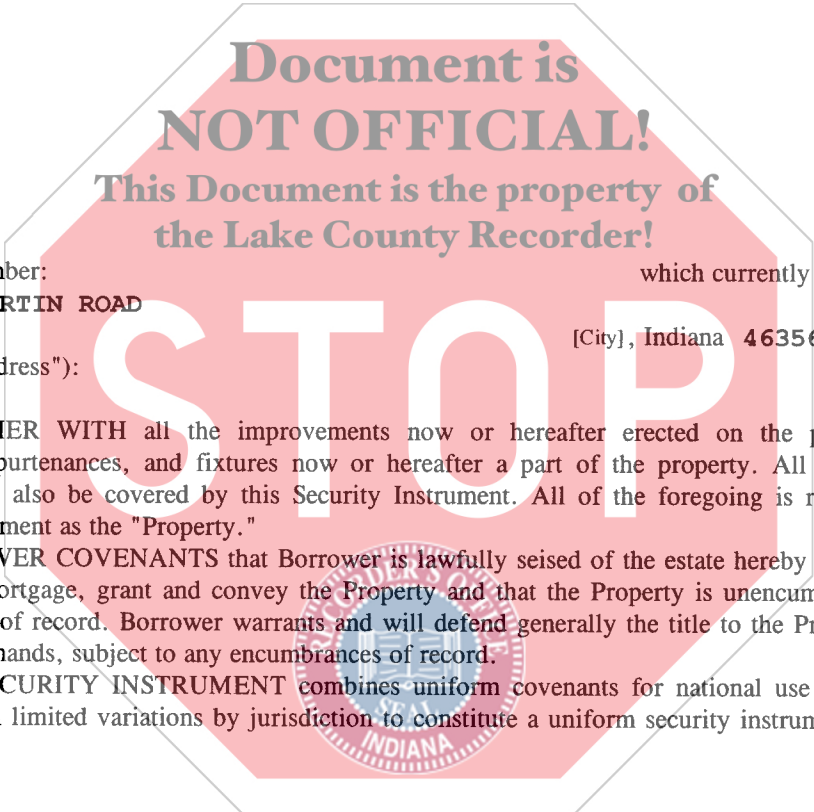 Document is
NOT OFFICIAL!
This Document is the property of
the Lake County Recorder!
ber: which currently
RTIN ROAD
[City], Indiana 46356
dress"):
STOP
ER WITH all the improvements now or hereafter erected on the p
purtenances, and fixtures now or hereafter a part of the property. All
also be covered by this Security Instrument. All of the foregoing is r
ment as the "Property."
VER COVENANTS that Borrower is lawfully seised of the estate hereby
ortgage, grant and convey the Property and that the Property is unencum
of record. Borrower warrants and will defend generally the title to the Pr
ands, subject to any encumbrances of record.
CURITY INSTRUMENT combines uniform covenants for national use
limited variations by jurisdiction to constitute a uniform security instrum
RECORDER'S OFFICE
SEAL
INDIANA